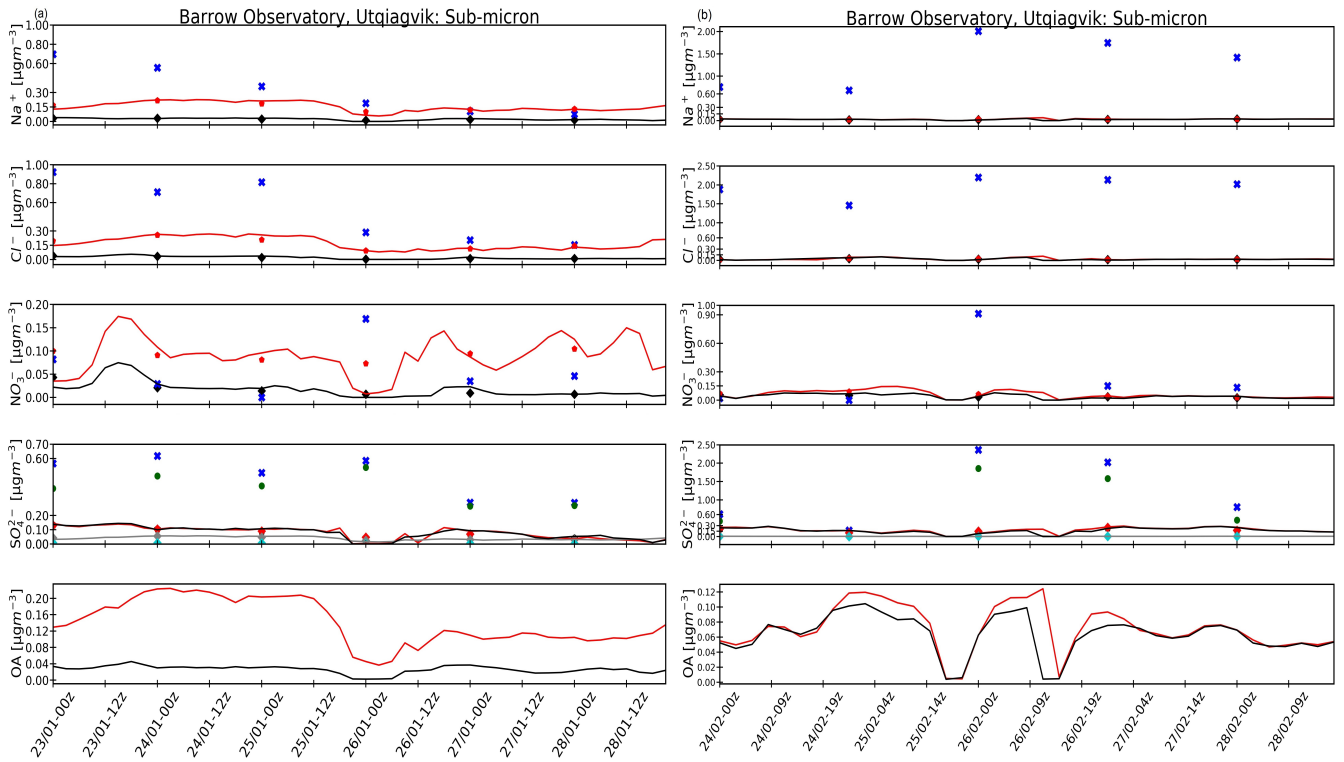 (a) Barrow Observatory, Utqiagvik: Sub-micron
Na⁺ [µgm⁻³]
1.00
0.80
0.60
0.30
0.15
0.00
Cl⁻ [µgm⁻³]
1.00
0.80
0.60
0.30
0.15
0.00
NO₃⁻ [µgm⁻³]
0.20
0.15
0.10
0.05
0.00
SO₄²⁻ [µgm⁻³]
0.70
0.60
0.20
0.10
0.00
OA [µgm⁻³]
0.20
0.16
0.12
0.08
0.04
0.00
23/01-00z
23/01-12z
24/01-00z
24/01-12z
25/01-00z
25/01-12z
26/01-00z
26/01-12z
27/01-00z
27/01-12z
28/01-00z
28/01-12z
(b) Barrow Observatory, Utqiagvik: Sub-micron
Na⁺ [µgm⁻³]
2.00
1.50
1.00
0.60
0.30
0.15
0.00
Cl⁻ [µgm⁻³]
2.50
2.00
1.50
1.00
0.60
0.30
0.15
0.00
NO₃⁻ [µgm⁻³]
1.00
0.90
0.30
0.15
0.00
SO₄²⁻ [µgm⁻³]
2.50
2.00
1.50
1.00
0.60
0.30
0.00
OA [µgm⁻³]
0.12
0.10
0.08
0.06
0.04
0.02
0.00
24/02-00z
24/02-09z
24/02-19z
25/02-04z
25/02-14z
26/02-00z
26/02-09z
26/02-19z
27/02-04z
27/02-14z
28/02-00z
28/02-09z